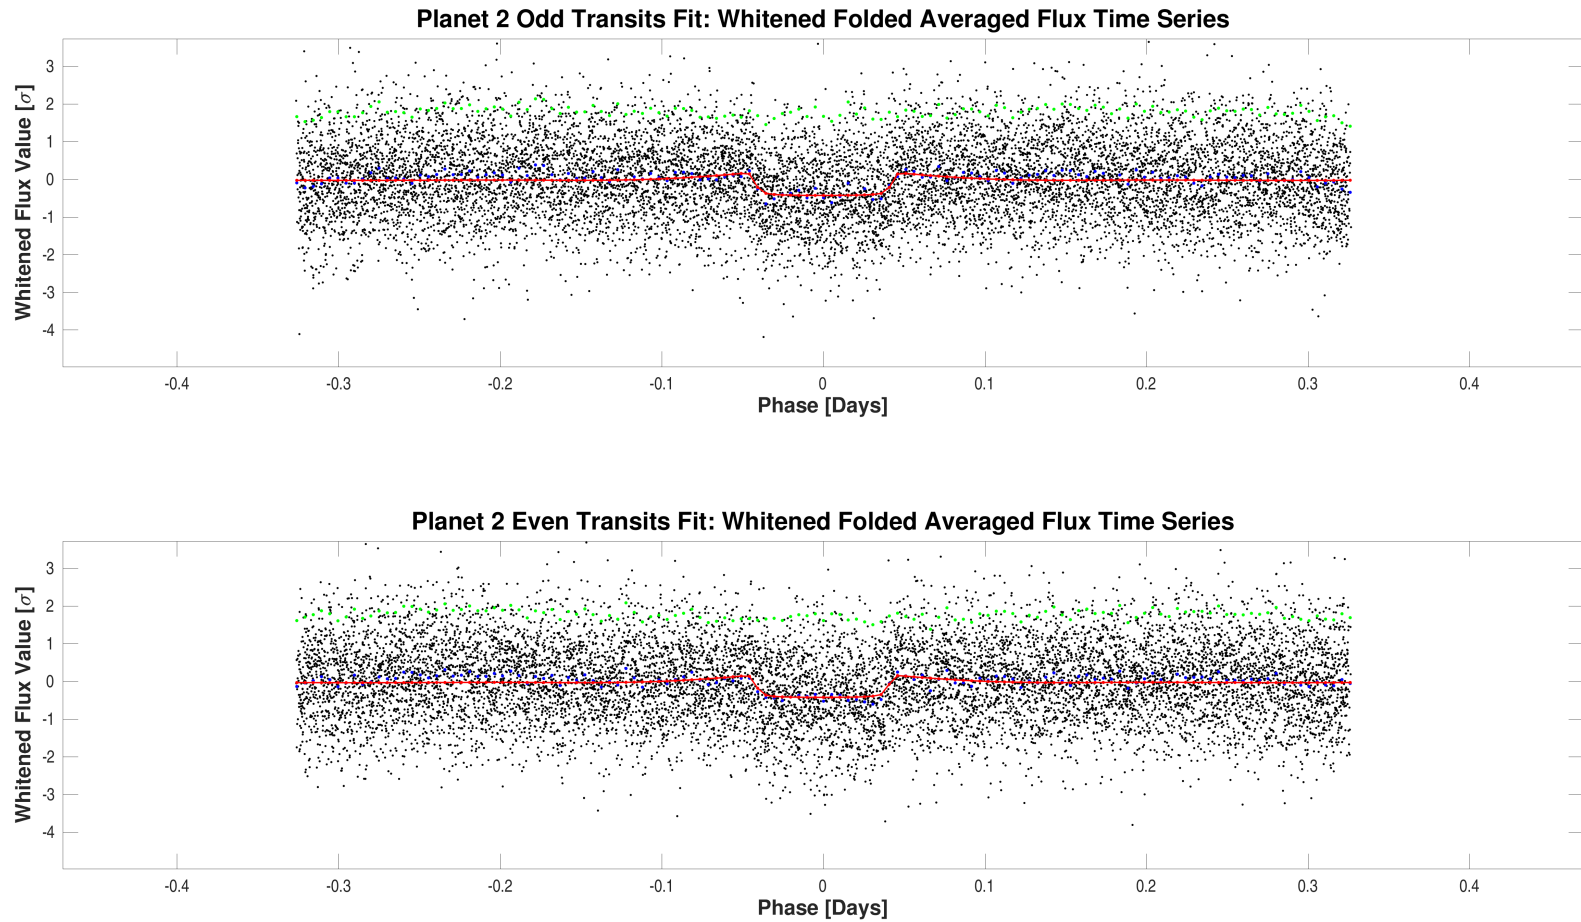 Planet 2 Odd Transits Fit: Whitened Folded Averaged Flux Time Series
Whitened Flux Value [σ]
3
2
1
0
-1
-2
-3
-4
-0.4 -0.3 -0.2 -0.1 0 0.1 0.2 0.3 0.4
Phase [Days]
Planet 2 Even Transits Fit: Whitened Folded Averaged Flux Time Series
Whitened Flux Value [σ]
3
2
1
0
-1
-2
-3
-4
-0.4 -0.3 -0.2 -0.1 0 0.1 0.2 0.3 0.4
Phase [Days]